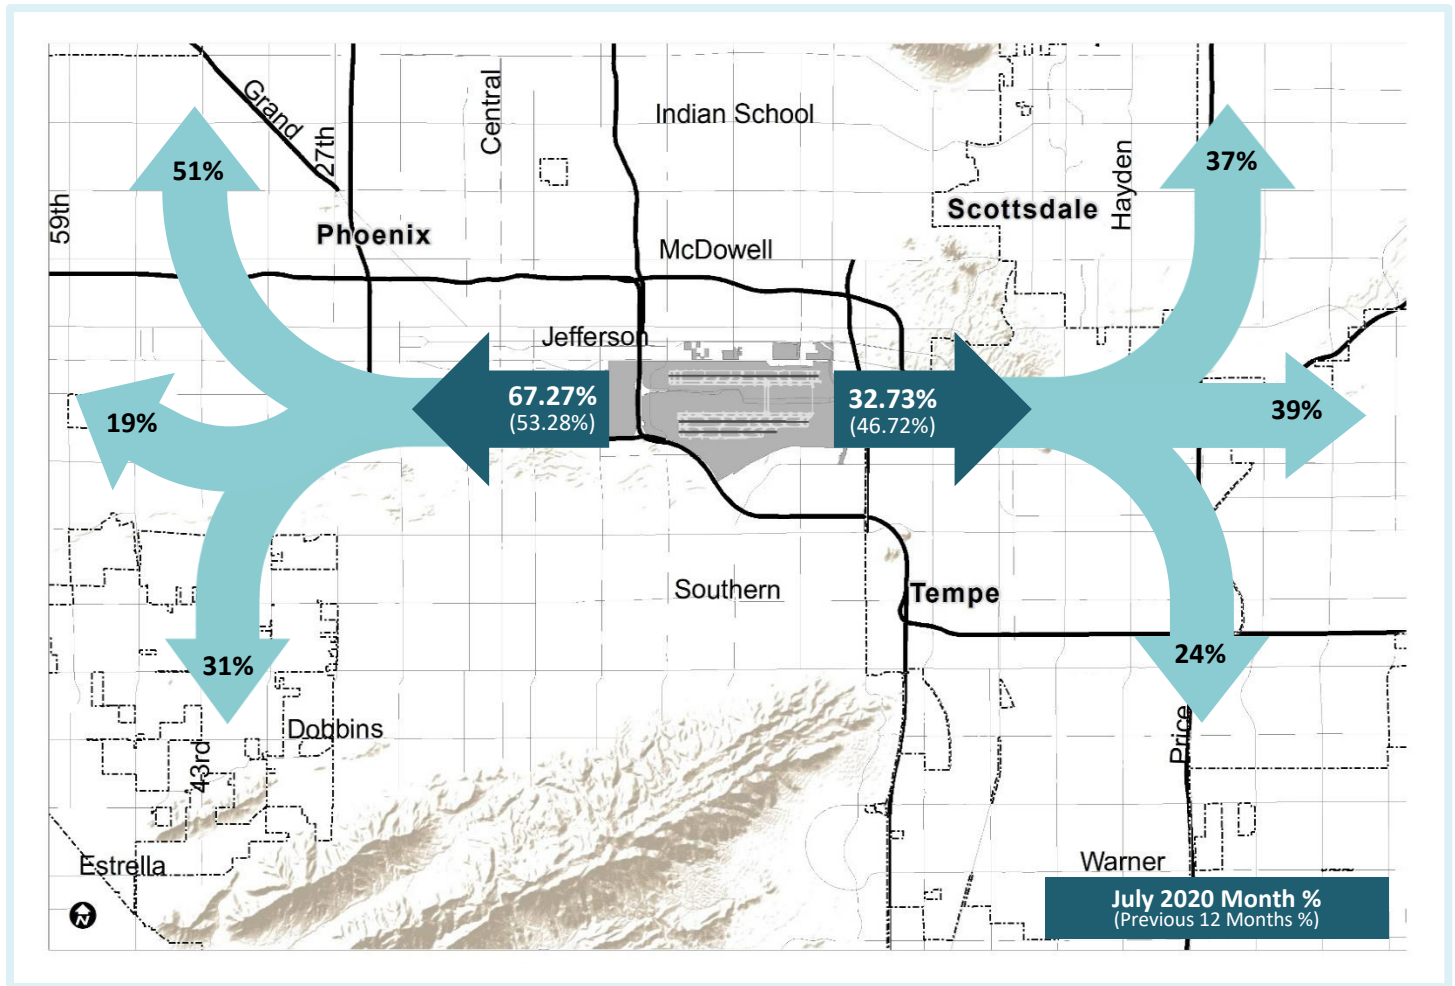 Grand
27th
Central
Indian School
51%
37%
59th
Hayden
Scottsdale
Phoenix
McDowell
Jefferson
67.27%
(53.28%)
32.73%
(46.72%)
19%
39%
Southern
Tempe
31%
24%
Dobbins
43rd
Price
Estrella
Warner
N
July 2020 Month %
(Previous 12 Months %)